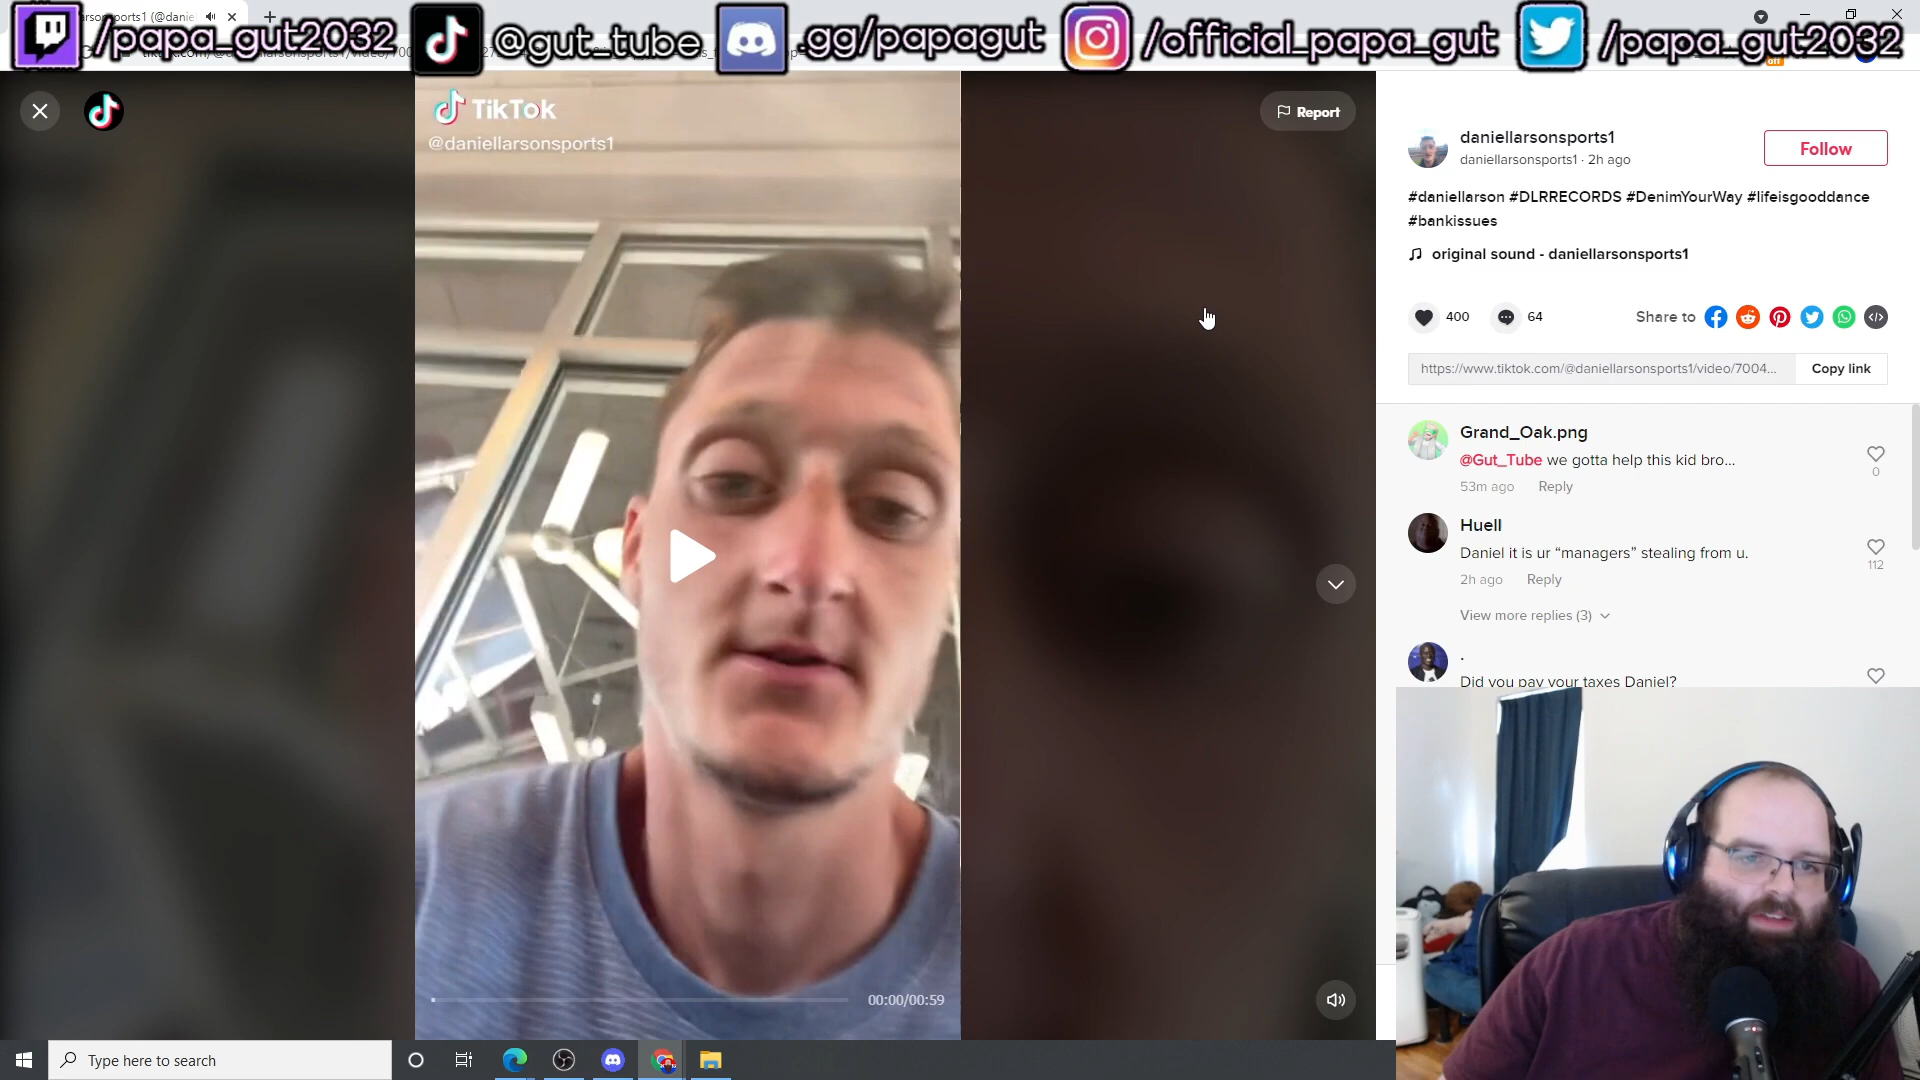 rsonsports1 (@danie
/papa_gut2032
@gut_tube
.gg/papagut
/official_papa_gut
/papa_gut2032
off
TikTok
@daniellarsonsports1
Report
00:00/00:59
daniellarsonsports1
daniellarsonsports1 · 2h ago
Follow
#daniellarson #DLRRECORDS #DenimYourWay #lifeisgooddance
#bankissues
original sound - daniellarsonsports1
400
64
Share to
https://www.tiktok.com/@daniellarsonsports1/video/7004...
Copy link
Grand_Oak.png
@Gut_Tube we gotta help this kid bro...
0
53m ago Reply
Huell
Daniel it is ur “managers” stealing from u.
112
2h ago Reply
View more replies (3)
.
Did you pay your taxes Daniel?
Type here to search